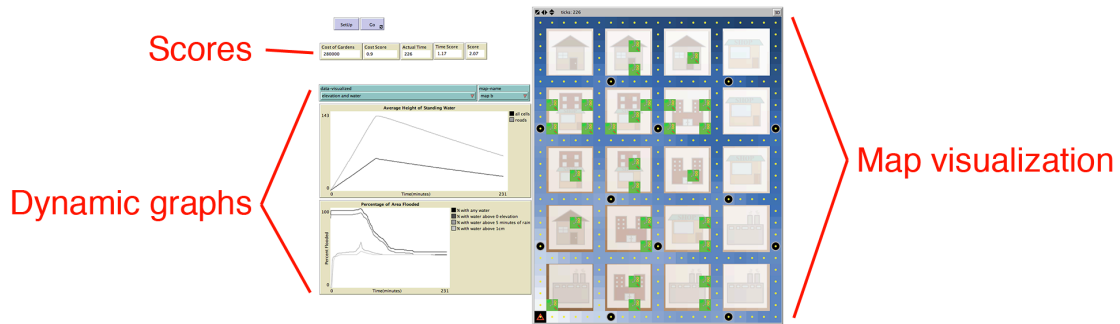 SetUp
Go
ticks: 226
3D
Scores
Cost of Gardens
280000
Cost Score
0.9
Actual Time
226
Time Score
1.17
Score
2.07
data-visualized
elevation and water
map-name
map b
Average Height of Standing Water
143
0
0
Time(minutes)
231
all cells
roads
Dynamic graphs
Map visualization
Percentage of Area Flooded
100
Percent Flooded
0
0
Time(minutes)
231
% with any water
% with water above 0 elevation
% with water above 5 minutes of rain
% with water above 1cm